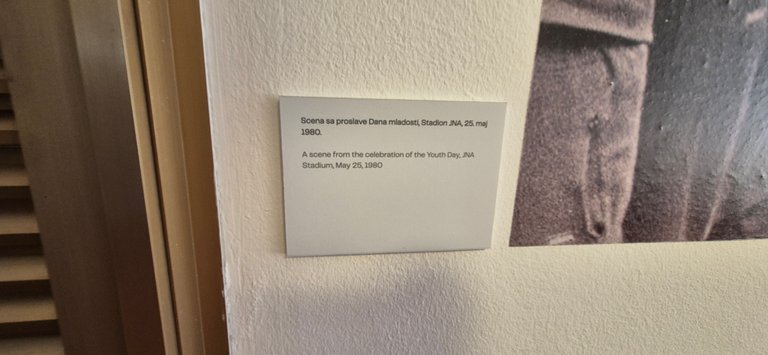 Scena sa proslave Dana mladosti, Stadion JNA, 25. maj
1980.
A scene from the celebration of the Youth Day, JNA
Stadium, May 25, 1980